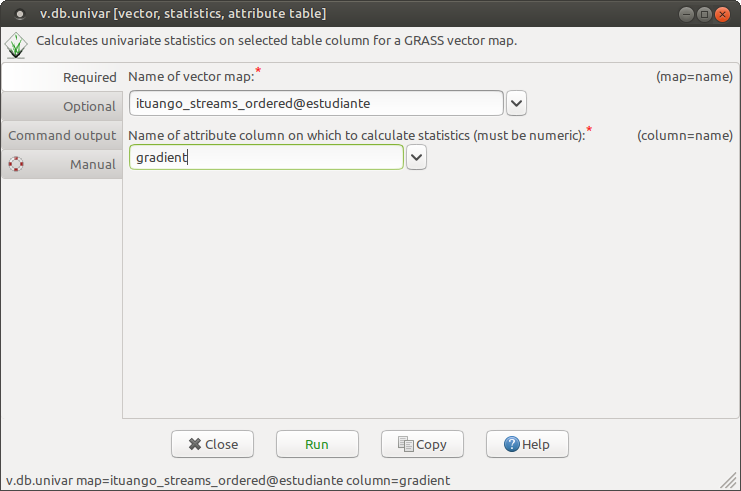 v.db.univar [vector, statistics, attribute table]
Calculates univariate statistics on selected table column for a GRASS vector map.
Required
Name of vector map:* (map=name)
Optional
ituango_streams_ordered@estudiante
Command output
Name of attribute column on which to calculate statistics (must be numeric):* (column=name)
Manual
gradient
Close Run Copy Help
v.db.univar map=ituango_streams_ordered@estudiante column=gradient